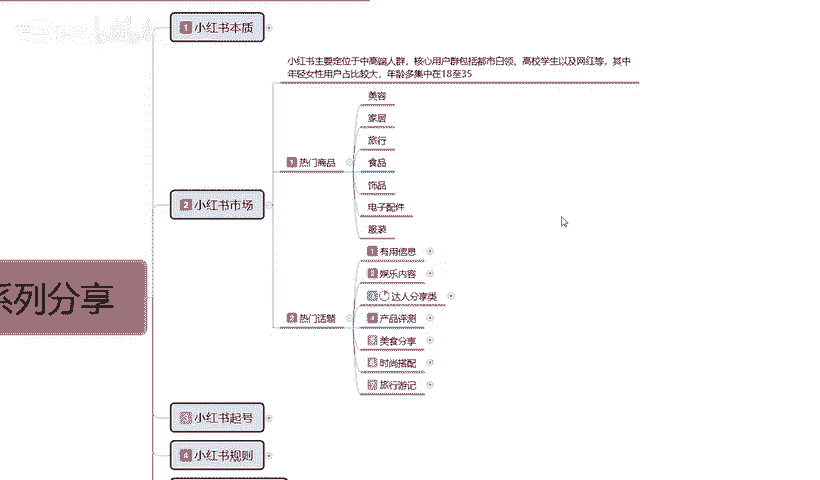 1 小红书本质
小红书主要定位于中高端人群，核心用户群包括都市白领、高校学生以及网红等，其中
年轻女性用户占比较大，年龄多集中在18至35
2 小红书市场
1 热门商品
美容
家居
旅行
食品
饰品
电子配件
服装
2 热门话题
1 有用信息
2 娱乐内容
达人分享类
4 产品评测
美食分享
时尚搭配
旅行游记
系列分享
小红书起号
4 小红书规则